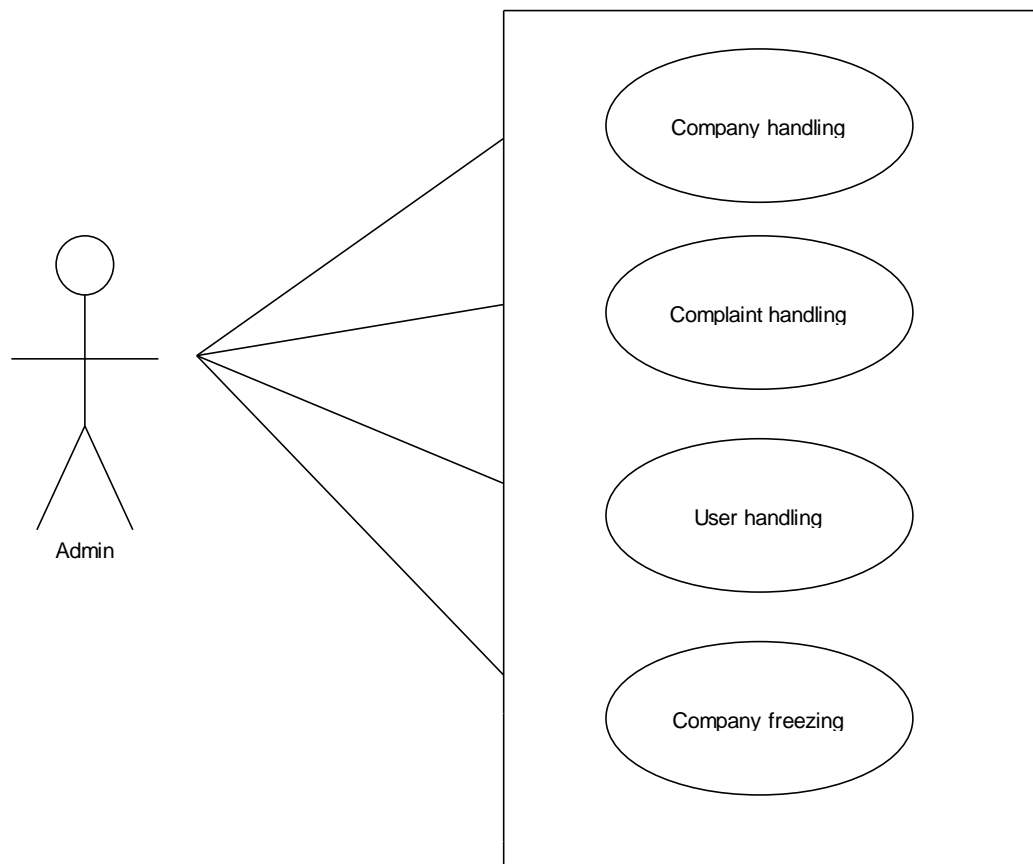 Company handling
Complaint handling
User handling
Admin
Company freezing